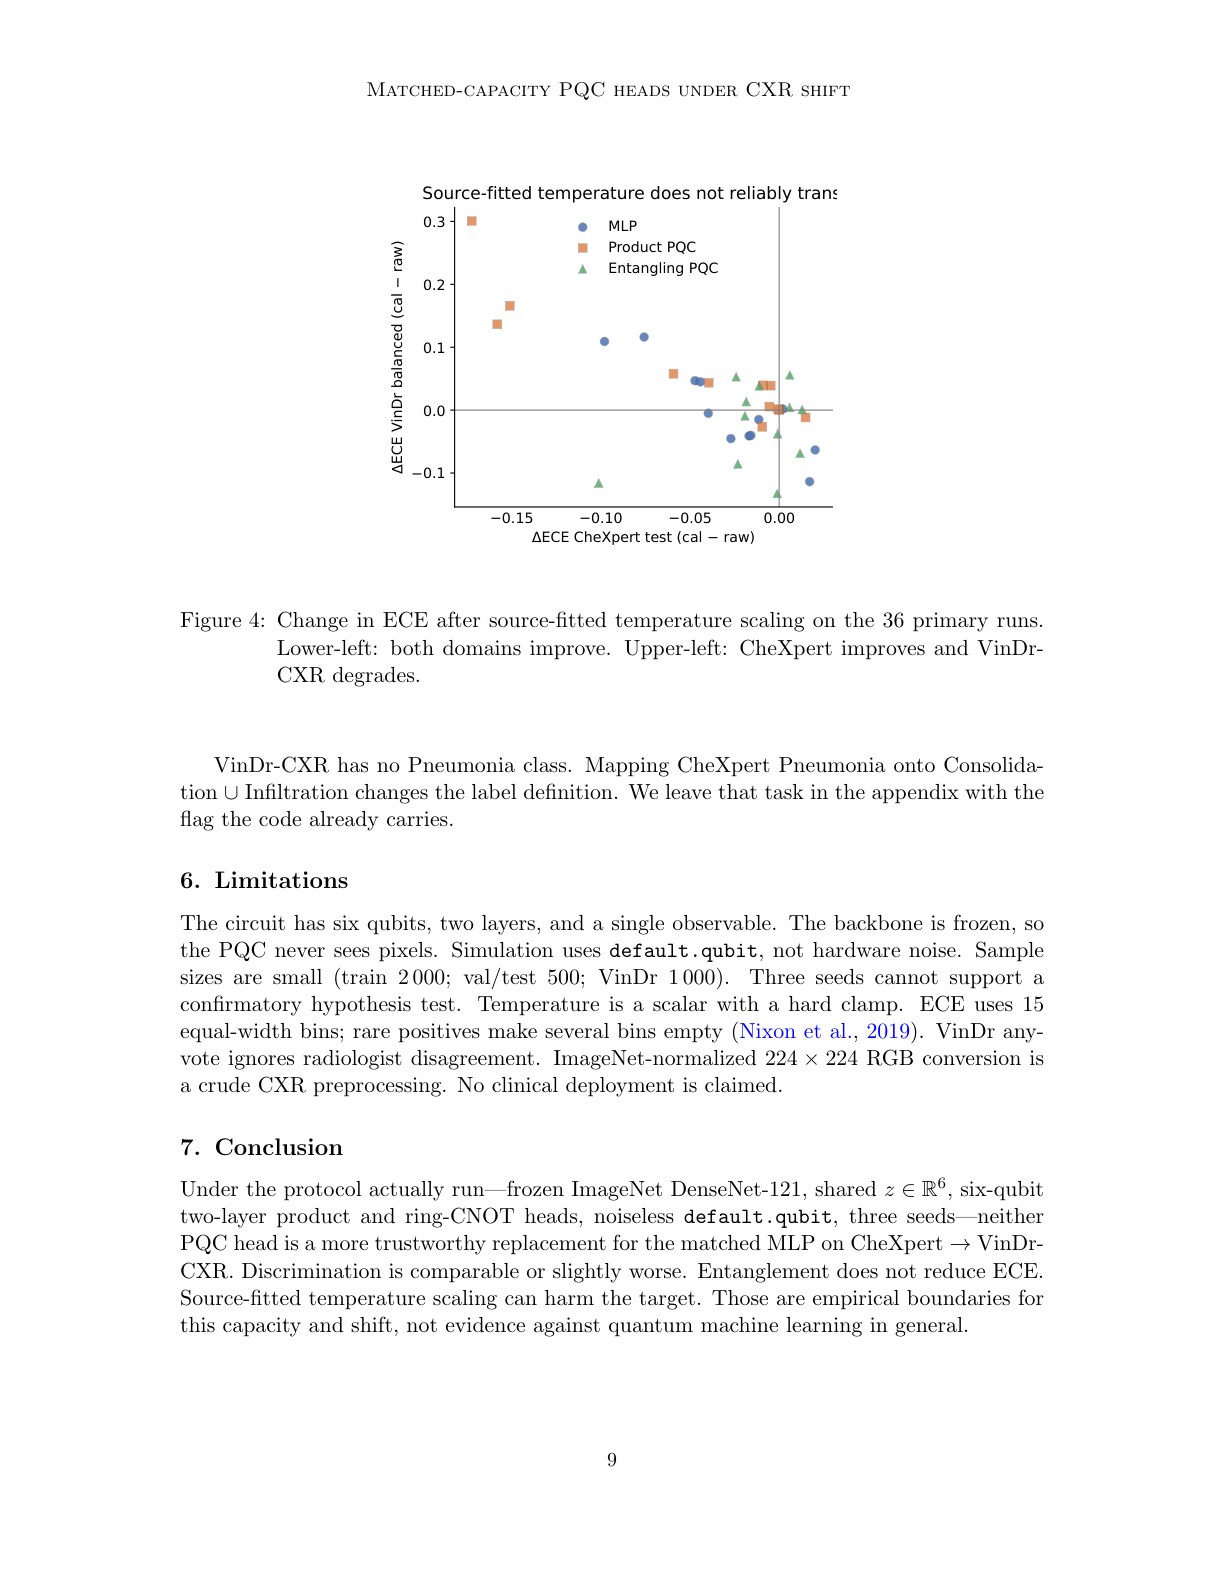 Matched-capacity PQC heads under CXR shift
Source-fitted temperature does not reliably trans
0.3
0.2
0.1
0.0
−0.1
ΔECE VinDr balanced (cal − raw)
MLP
Product PQC
Entangling PQC
−0.15 −0.10 −0.05 0.00
ΔECE CheXpert test (cal − raw)
Figure 4: Change in ECE after source-fitted temperature scaling on the 36 primary runs.
Lower-left: both domains improve. Upper-left: CheXpert improves and VinDr-
CXR degrades.
VinDr-CXR has no Pneumonia class. Mapping CheXpert Pneumonia onto Consolida-
tion ∪ Infiltration changes the label definition. We leave that task in the appendix with the
flag the code already carries.
6. Limitations
The circuit has six qubits, two layers, and a single observable. The backbone is frozen, so
the PQC never sees pixels. Simulation uses default.qubit, not hardware noise. Sample
sizes are small (train 2 000; val/test 500; VinDr 1 000). Three seeds cannot support a
confirmatory hypothesis test. Temperature is a scalar with a hard clamp. ECE uses 15
equal-width bins; rare positives make several bins empty (Nixon et al., 2019). VinDr any-
vote ignores radiologist disagreement. ImageNet-normalized 224 × 224 RGB conversion is
a crude CXR preprocessing. No clinical deployment is claimed.
7. Conclusion
Under the protocol actually run—frozen ImageNet DenseNet-121, shared z ∈ ℝ⁶, six-qubit
two-layer product and ring-CNOT heads, noiseless default.qubit, three seeds—neither
PQC head is a more trustworthy replacement for the matched MLP on CheXpert → VinDr-
CXR. Discrimination is comparable or slightly worse. Entanglement does not reduce ECE.
Source-fitted temperature scaling can harm the target. Those are empirical boundaries for
this capacity and shift, not evidence against quantum machine learning in general.
9